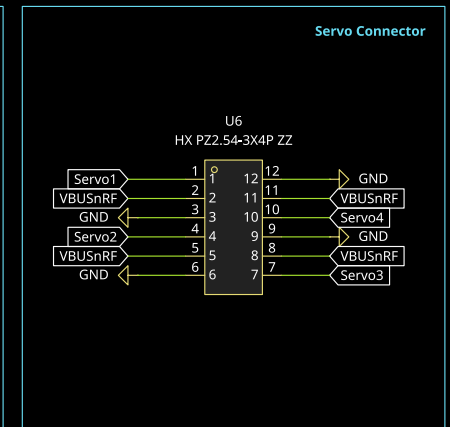 Servo Connector
U6
HX PZ2.54-3X4P ZZ
Servo1 1 1 12 12 GND
VBUSnRF 2 2 11 11 VBUSnRF
GND 3 3 10 10 Servo4
Servo2 4 4 9 9 GND
VBUSnRF 5 5 8 8 VBUSnRF
GND 6 6 7 7 Servo3